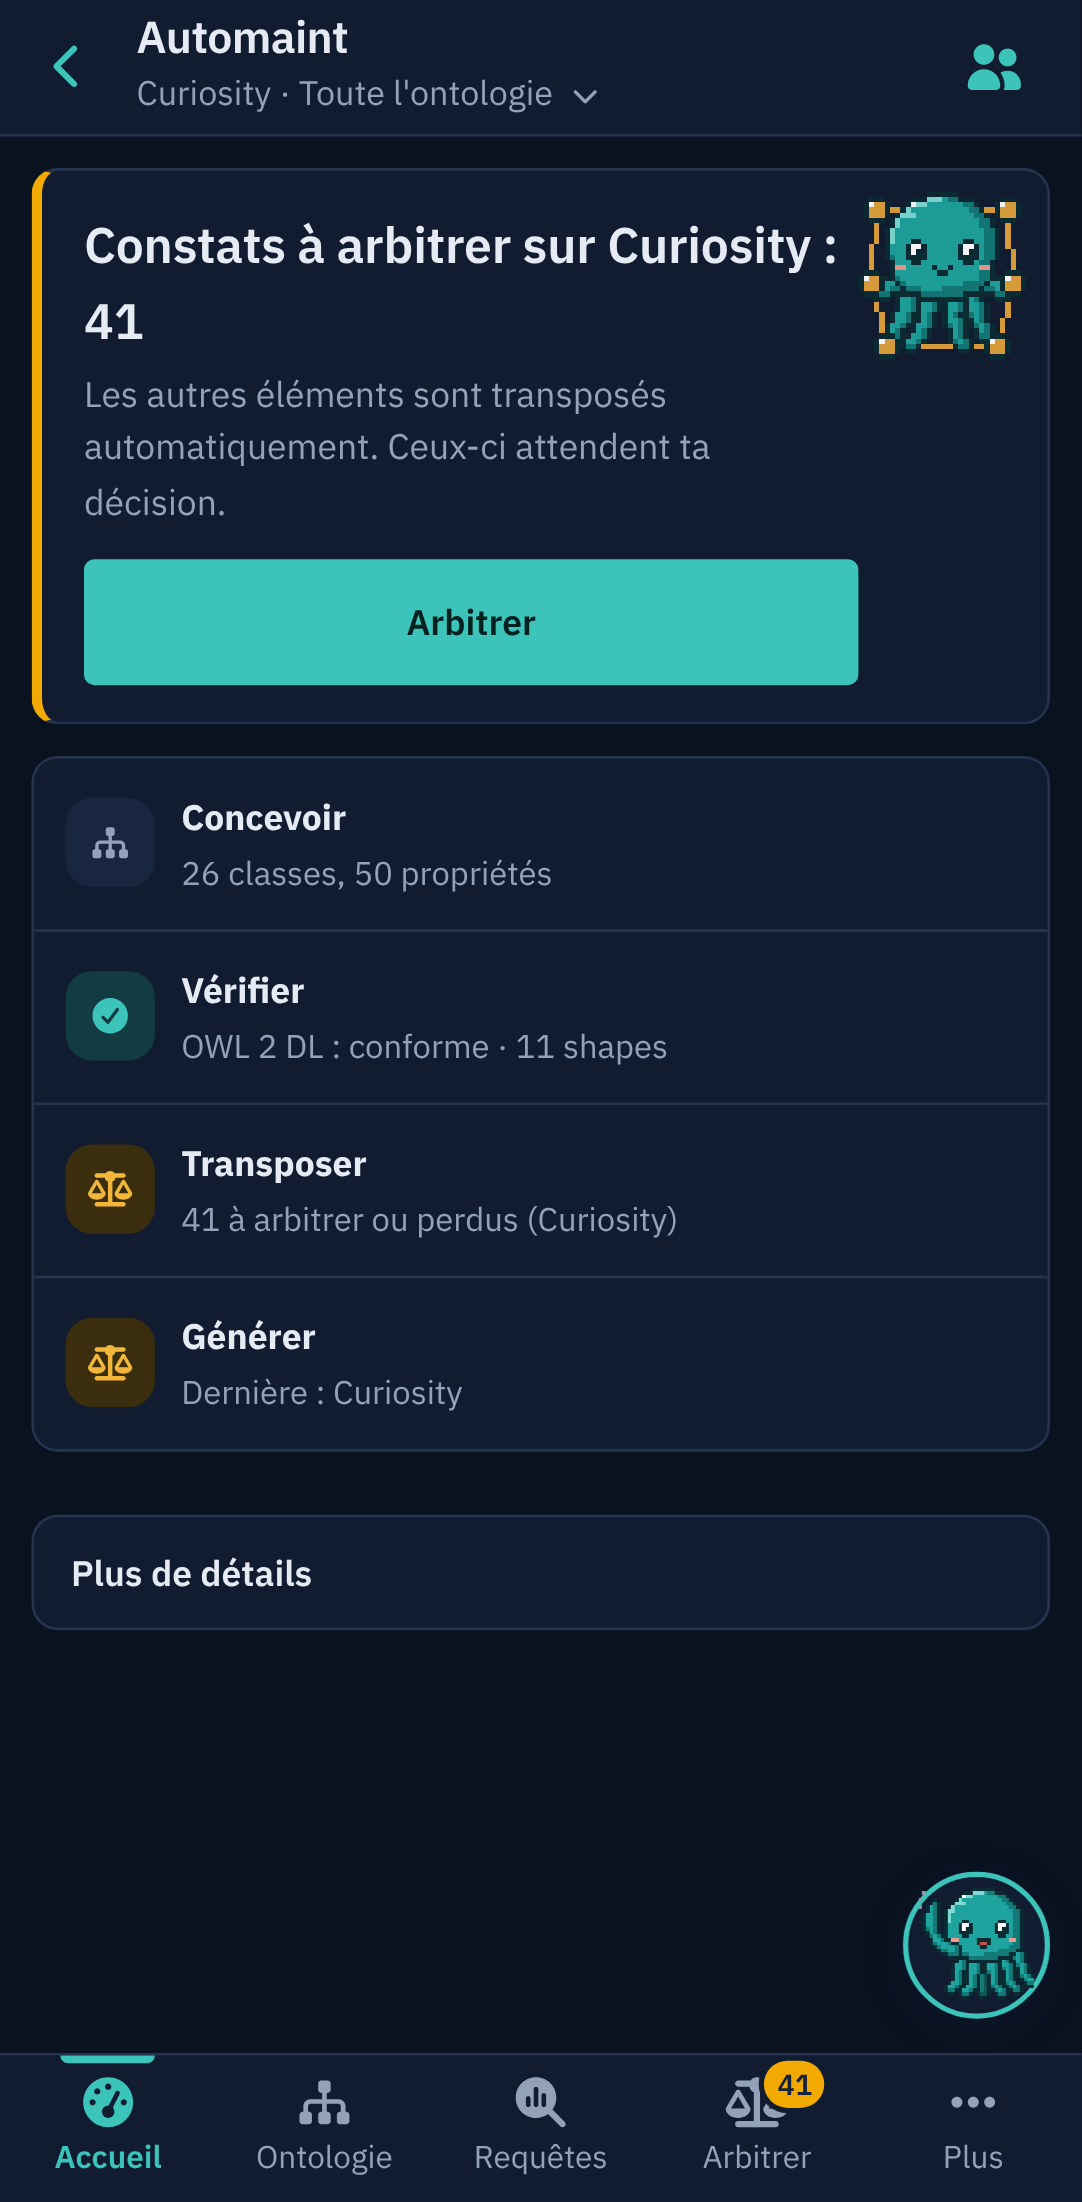 Automaint
Curiosity · Toute l'ontologie
Constats à arbitrer sur Curiosity :
41
Les autres éléments sont transposés
automatiquement. Ceux-ci attendent ta
décision.
Arbitrer
Concevoir
26 classes, 50 propriétés
Vérifier
OWL 2 DL : conforme · 11 shapes
Transposer
41 à arbitrer ou perdus (Curiosity)
Générer
Dernière : Curiosity
Plus de détails
41
Accueil
Ontologie
Requêtes
Arbitrer
Plus